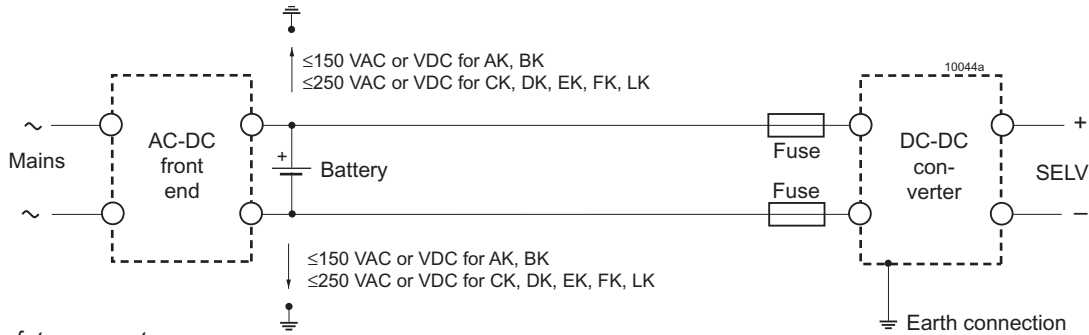 ≤150 VAC or VDC for AK, BK
≤250 VAC or VDC for CK, DK, EK, FK, LK
10044a
~
Mains
~
AC-DC
front
end
+
Battery
Fuse
Fuse
DC-DC
con-
verter
+
SELV
–
≤150 VAC or VDC for AK, BK
≤250 VAC or VDC for CK, DK, EK, FK, LK
Earth connection